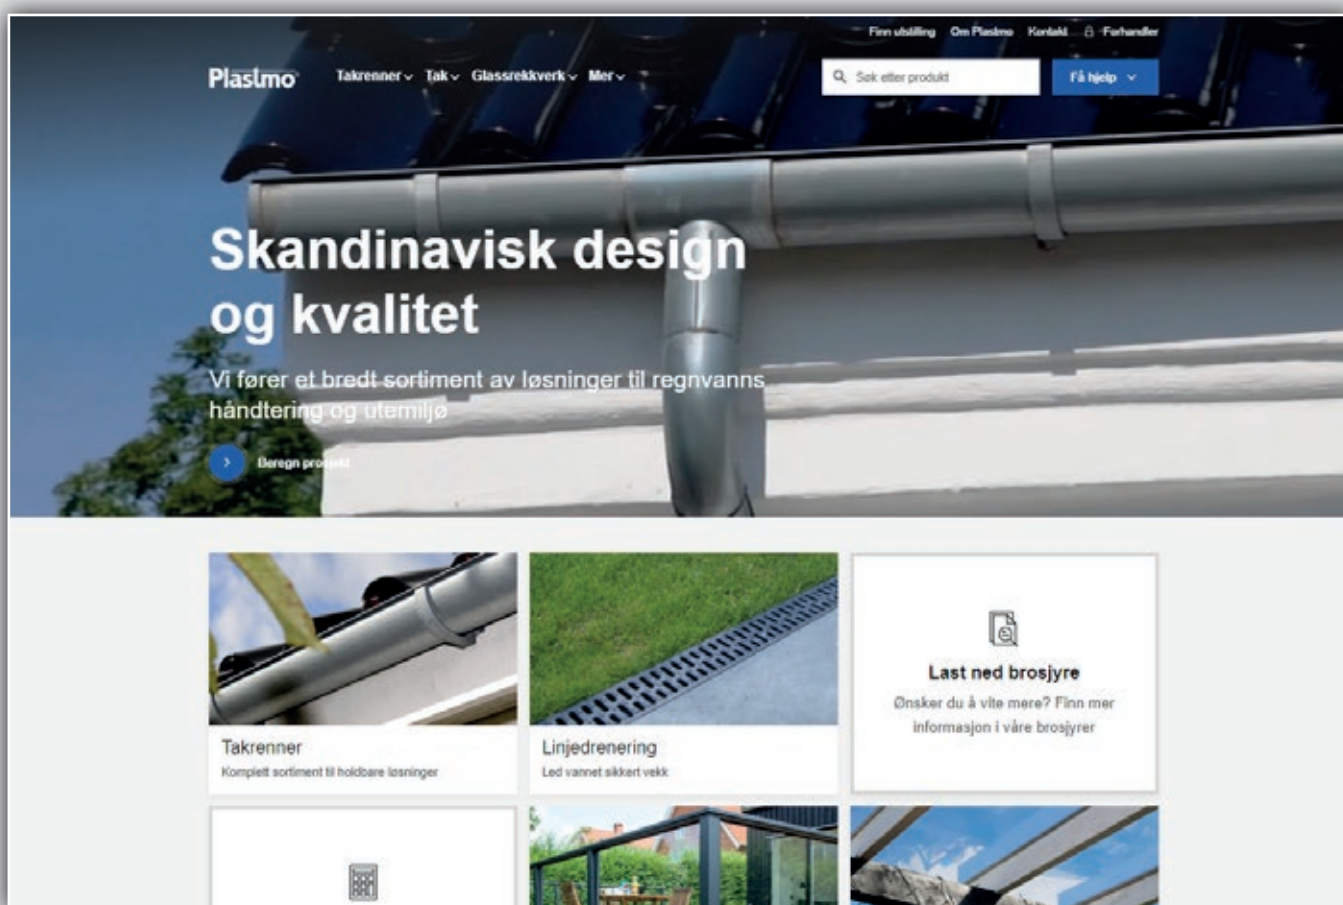 Finn utstilling Om Plastmo Kontakt Forhandler
Plastmo Takrenner Tak Glassrekkverk Mer
Søk etter produkt
Få hjelp
Skandinavisk design
og kvalitet
Vi fører et bredt sortiment av løsninger til regnvanns
håndtering og utemiljø
Beregn prosjekt
Takrenner
Komplett sortiment til holdbare løsninger
Linjedrenering
Led vannet sikkert vekk
Last ned brosjyre
Ønsker du å vite mere? Finn mer
informasjon i våre brosjyrer